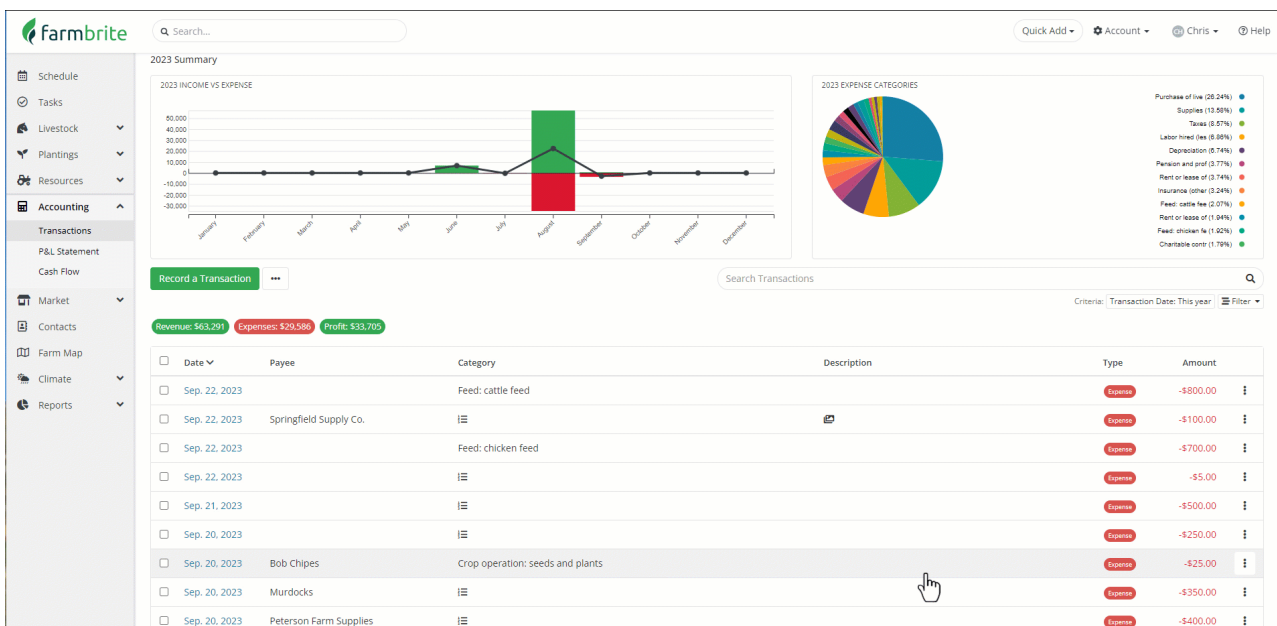 farmbrite
Search...
Quick Add
Account
CH Chris
Help
Schedule
Tasks
Livestock
Plantings
Resources
Accounting
Transactions
P&L Statement
Cash Flow
Market
Contacts
Farm Map
Climate
Reports
2023 Summary
2023 INCOME VS EXPENSE
50,000
40,000
30,000
20,000
10,000
0
-10,000
-20,000
-30,000
January February March April May June July August September October November December
2023 EXPENSE CATEGORIES
Purchase of live (26.24%)
Supplies (13.58%)
Taxes (8.57%)
Labor hired (les (6.86%)
Depreciation (6.74%)
Pension and prof (3.77%)
Rent or lease of (3.74%)
Insurance (other (3.24%)
Feed: cattle fee (2.07%)
Rent or lease of (1.94%)
Feed: chicken fe (1.92%)
Charitable contr (1.79%)
Record a Transaction
Search Transactions
Criteria: Transaction Date: This year Filter
Revenue: $63,291 Expenses: $29,586 Profit: $33,705
Date Payee Category Description Type Amount
Sep. 22, 2023 Feed: cattle feed Expense -$800.00
Sep. 22, 2023 Springfield Supply Co. Expense -$100.00
Sep. 22, 2023 Feed: chicken feed Expense -$700.00
Sep. 22, 2023 Expense -$5.00
Sep. 21, 2023 Expense -$500.00
Sep. 20, 2023 Expense -$250.00
Sep. 20, 2023 Bob Chipes Crop operation: seeds and plants Expense -$25.00
Sep. 20, 2023 Murdocks Expense -$350.00
Sep. 20, 2023 Peterson Farm Supplies Expense -$400.00